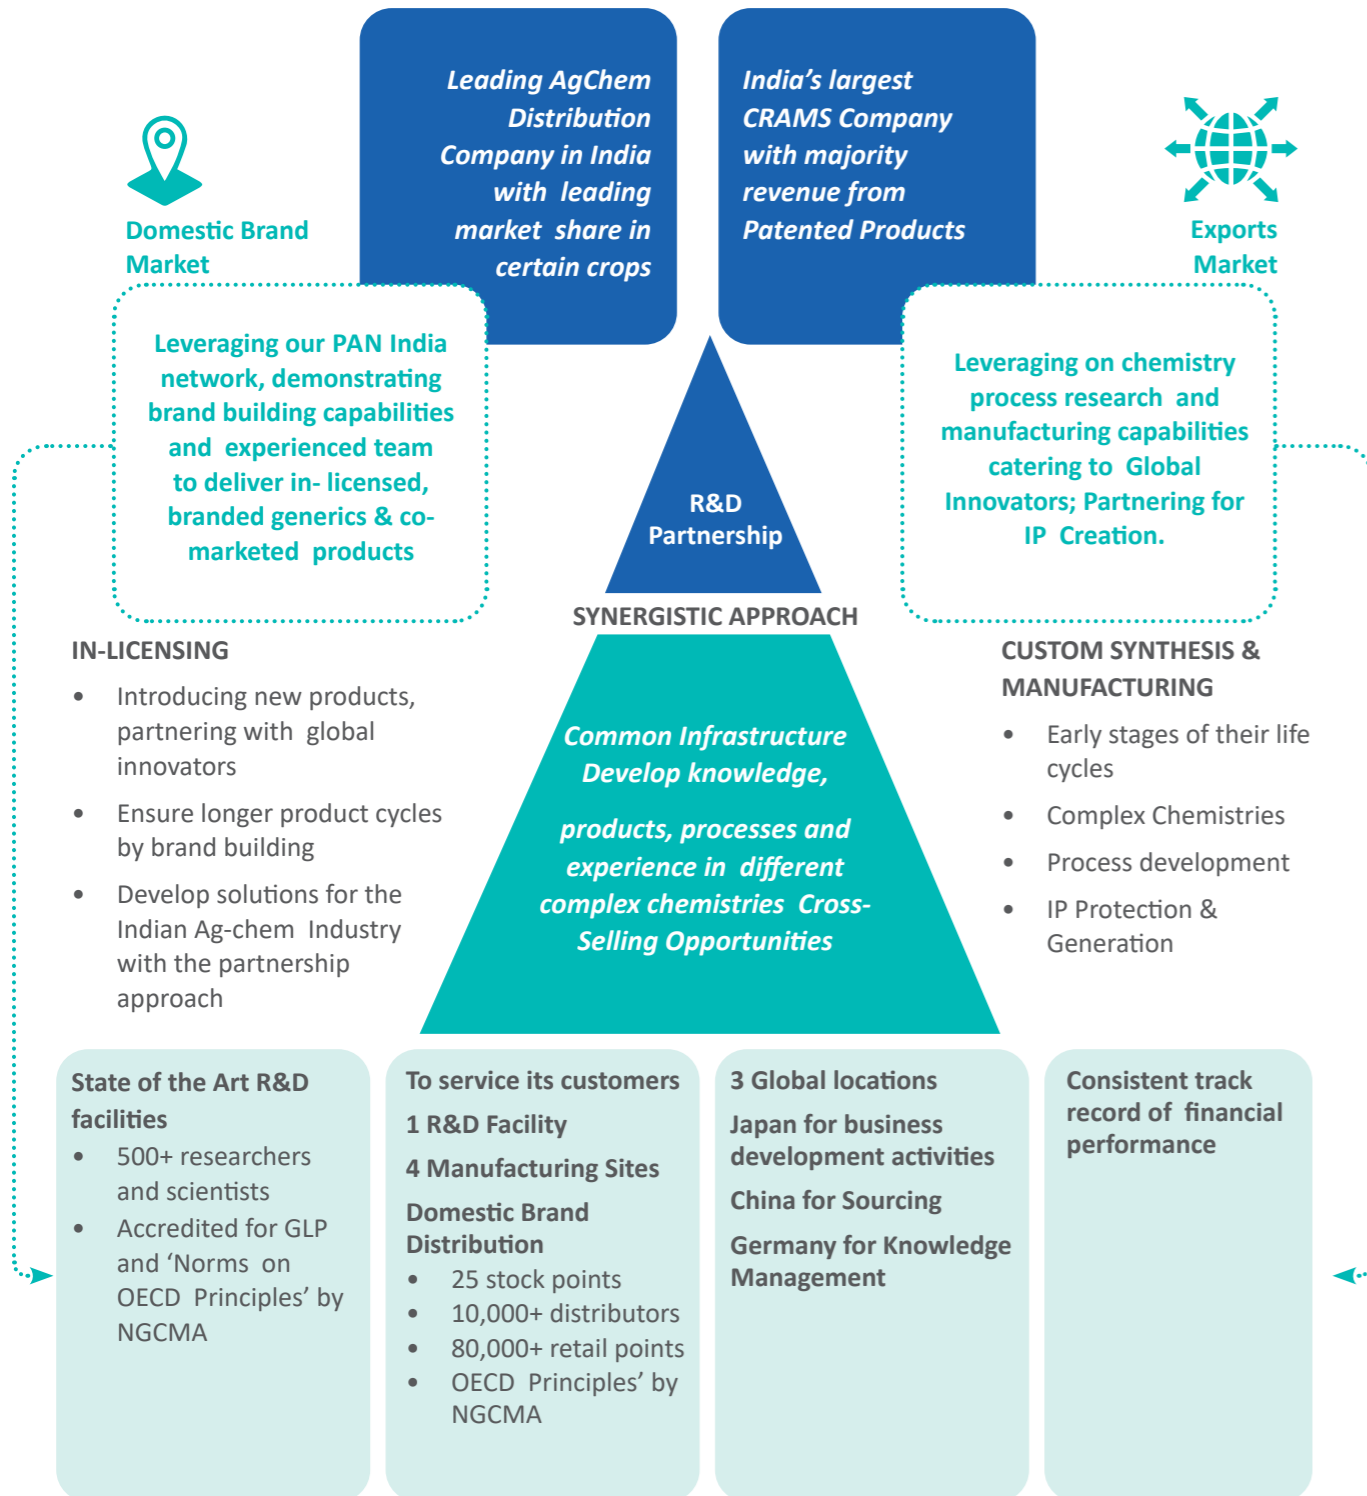 Leading AgChem
Distribution
Company in India
with leading
market share in
certain crops
India’s largest
CRAMS Company
with majority
revenue from
Patented Products
Domestic Brand
Market
Exports
Market
Leveraging our PAN India
network, demonstrating
brand building capabilities
and experienced team
to deliver in- licensed,
branded generics & co-
marketed products
Leveraging on chemistry
process research and
manufacturing capabilities
catering to Global
Innovators; Partnering for
IP Creation.
R&D
Partnership
SYNERGISTIC APPROACH
IN-LICENSING
• Introducing new products,
partnering with global
innovators
• Ensure longer product cycles
by brand building
• Develop solutions for the
Indian Ag-chem Industry
with the partnership
approach
Common Infrastructure
Develop knowledge,
products, processes and
experience in different
complex chemistries Cross-
Selling Opportunities
CUSTOM SYNTHESIS &
MANUFACTURING
• Early stages of their life
cycles
• Complex Chemistries
• Process development
• IP Protection &
Generation
State of the Art R&D
facilities
• 500+ researchers
and scientists
• Accredited for GLP
and ‘Norms on
OECD Principles’ by
NGCMA
To service its customers
1 R&D Facility
4 Manufacturing Sites
Domestic Brand
Distribution
• 25 stock points
• 10,000+ distributors
• 80,000+ retail points
• OECD Principles’ by
NGCMA
3 Global locations
Japan for business
development activities
China for Sourcing
Germany for Knowledge
Management
Consistent track
record of financial
performance